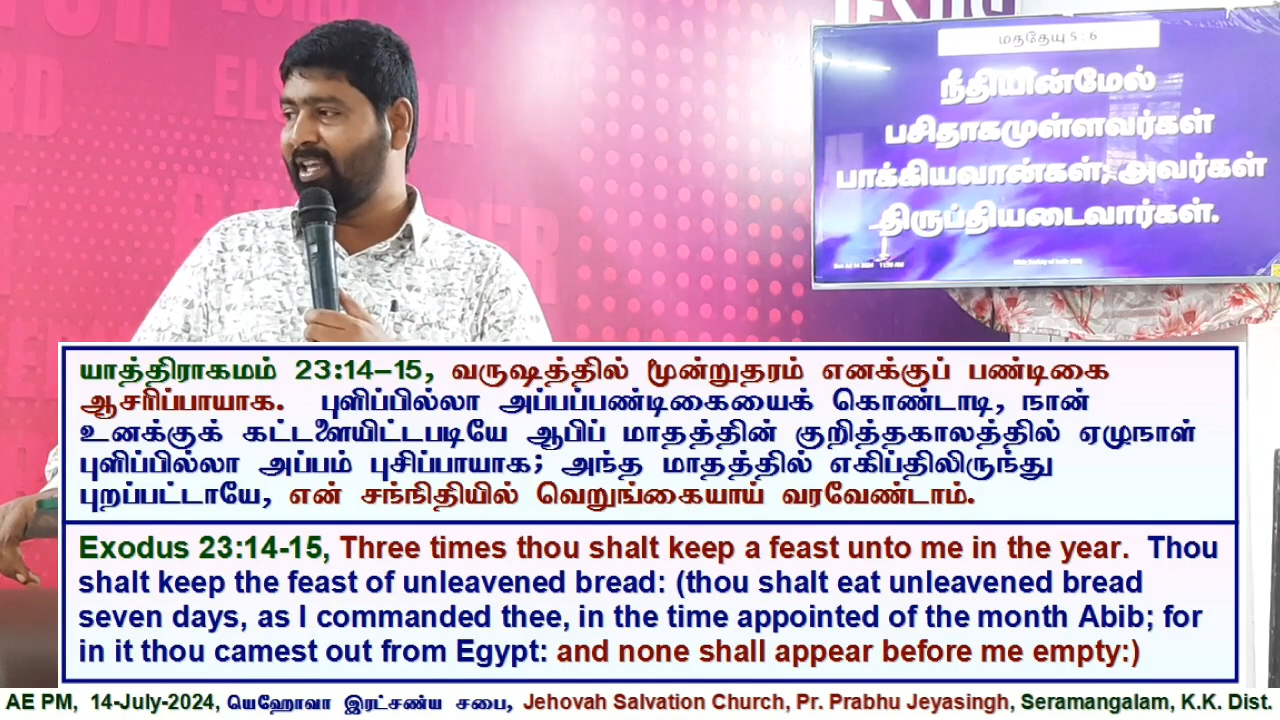 மத்தேயு 5 : 6
நீதியின்மேல்
பசிதாகமுள்ளவர்கள்
பாக்கியவான்கள்; அவர்கள்
திருப்தியடைவார்கள்.
யாத்திராகமம் 23:14–15, வருஷத்தில் மூன்றுதரம் எனக்குப் பண்டிகை
ஆசரிப்பாயாக. புளிப்பில்லா அப்பப்பண்டிகையைக் கொண்டாடி, நான்
உனக்குக் கட்டளையிட்டபடியே ஆபிப் மாதத்தின் குறித்தகாலத்தில் ஏழுநாள்
புளிப்பில்லா அப்பம் புசிப்பாயாக; அந்த மாதத்தில் எகிப்திலிருந்து
புறப்பட்டாயே, என் சந்நிதியில் வெறுங்கையாய் வரவேண்டாம்.
Exodus 23:14-15, Three times thou shalt keep a feast unto me in the year. Thou
shalt keep the feast of unleavened bread: (thou shalt eat unleavened bread
seven days, as I commanded thee, in the time appointed of the month Abib; for
in it thou camest out from Egypt: and none shall appear before me empty:)
AE PM, 14-July-2024, யெஹோவா இரட்சண்ய சபை, Jehovah Salvation Church, Pr. Prabhu Jeyasingh, Seramangalam, K.K. Dist.